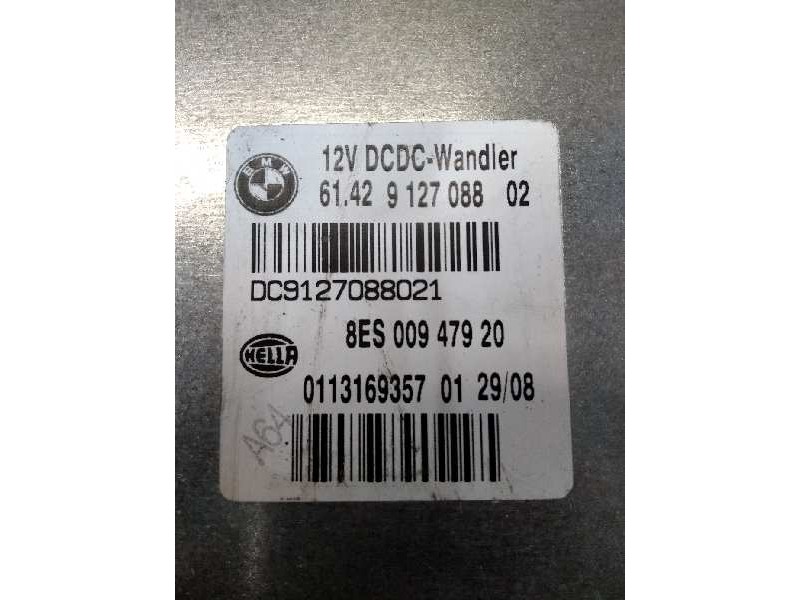 BMW
12V DCDC-Wandler
61.42 9 127 088 02
DC9127088021
8ES 009 479 20
HELLA
0113169357 01 29/08
A64